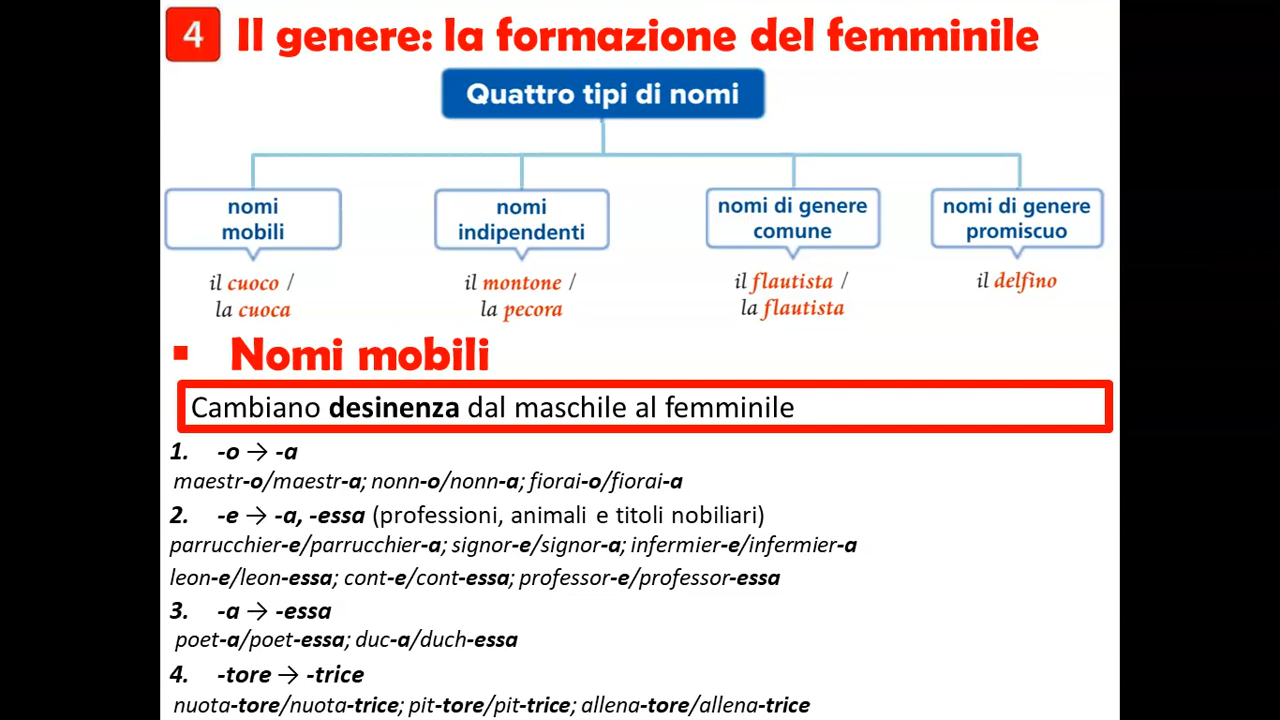 4 Il genere: la formazione del femminile
Quattro tipi di nomi
nomi mobili
il cuoco /
la cuoca
nomi indipendenti
il montone /
la pecora
nomi di genere comune
il flautista /
la flautista
nomi di genere promiscuo
il delfino
▪ Nomi mobili
Cambiano desinenza dal maschile al femminile
1. -o → -a
maestr-o/maestr-a; nonn-o/nonn-a; fiorai-o/fiorai-a
2. -e → -a, -essa (professioni, animali e titoli nobiliari)
parrucchier-e/parrucchier-a; signor-e/signor-a; infermier-e/infermier-a
leon-e/leon-essa; cont-e/cont-essa; professor-e/professor-essa
3. -a → -essa
poet-a/poet-essa; duc-a/duch-essa
4. -tore → -trice
nuota-tore/nuota-trice; pit-tore/pit-trice; allena-tore/allena-trice